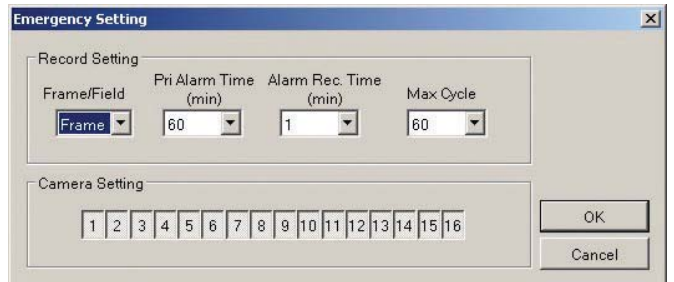 Emergency Setting
Record Setting
Frame/Field
Pri Alarm Time
(min)
Alarm Rec. Time
(min)
Max Cycle
Frame
60
1
60
Camera Setting
1 2 3 4 5 6 7 8 9 10 11 12 13 14 15 16
OK
Cancel